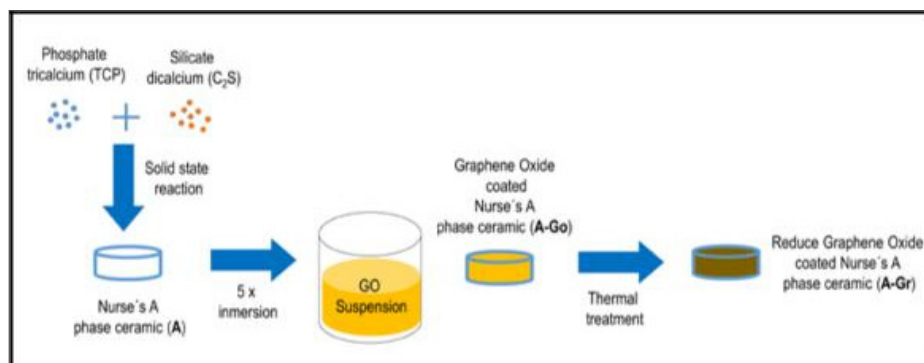 Phosphate
tricalcium (TCP)
Silicate
dicalcium (C₂S)
Solid state
reaction
Nurse´s A
phase ceramic (A)
5 x
inmersion
GO
Suspension
Graphene Oxide
coated
Nurse´s A
phase ceramic (A-Go)
Thermal
treatment
Reduce Graphene Oxide
coated Nurse´s A
phase ceramic (A-Gr)